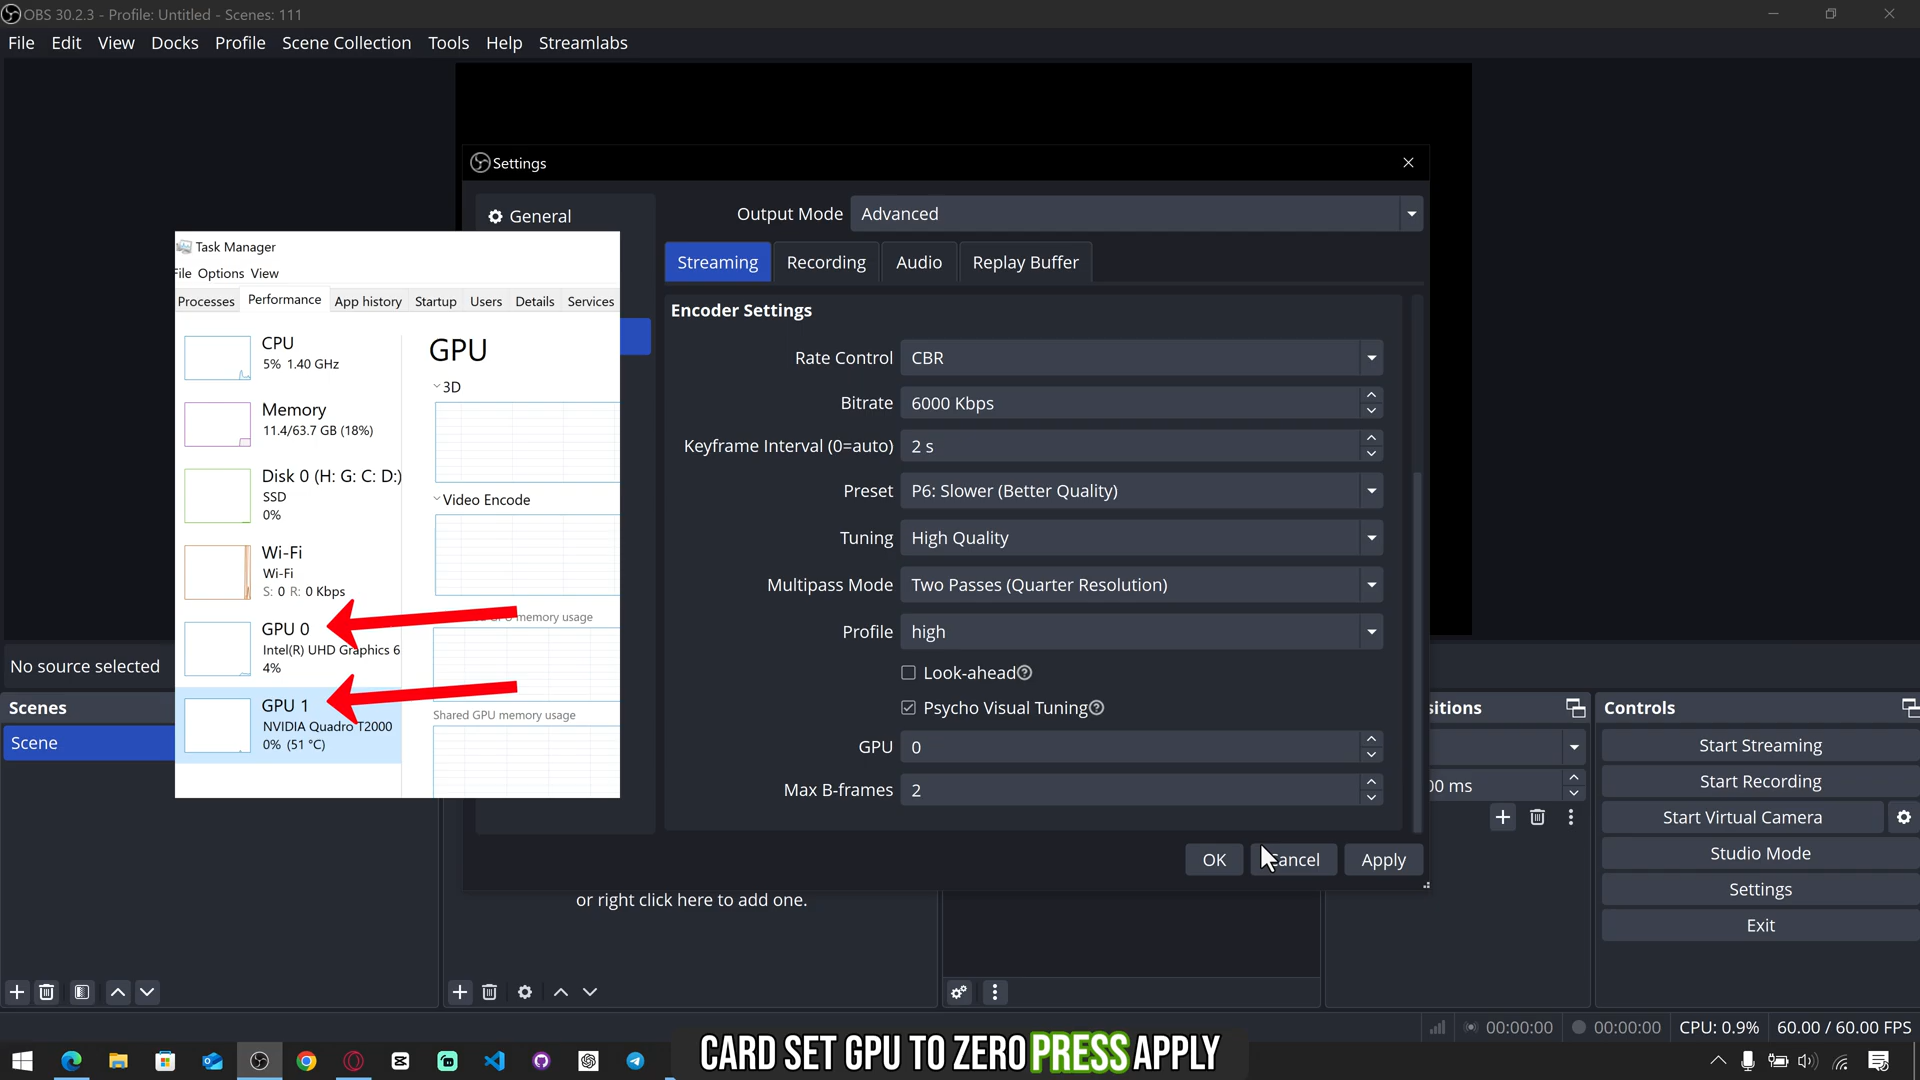 OBS 30.2.3 - Profile: Untitled - Scenes: 111
File Edit View Docks Profile Scene Collection Tools Help Streamlabs
Settings
General
Output Mode Advanced
Streaming Recording Audio Replay Buffer
Encoder Settings
Rate Control CBR
Bitrate 6000 Kbps
Keyframe Interval (0=auto) 2 s
Preset P6: Slower (Better Quality)
Tuning High Quality
Multipass Mode Two Passes (Quarter Resolution)
Profile high
Look-ahead
Psycho Visual Tuning
GPU 0
Max B-frames 2
OK Cancel Apply
Task Manager
File Options View
Processes Performance App history Startup Users Details Services
CPU
5% 1.40 GHz
Memory
11.4/63.7 GB (18%)
Disk 0 (H: G: C: D:)
SSD
0%
Wi-Fi
Wi-Fi
S: 0 R: 0 Kbps
GPU 0
Intel(R) UHD Graphics 6
4%
GPU 1
NVIDIA Quadro T2000
0% (51 °C)
GPU
3D
Video Encode
memory usage
Shared GPU memory usage
No source selected
Scenes
Scene
or right click here to add one.
sitions
00 ms
Controls
Start Streaming
Start Recording
Start Virtual Camera
Studio Mode
Settings
Exit
00:00:00 00:00:00 CPU: 0.9% 60.00 / 60.00 FPS
CARD SET GPU TO ZERO PRESS APPLY